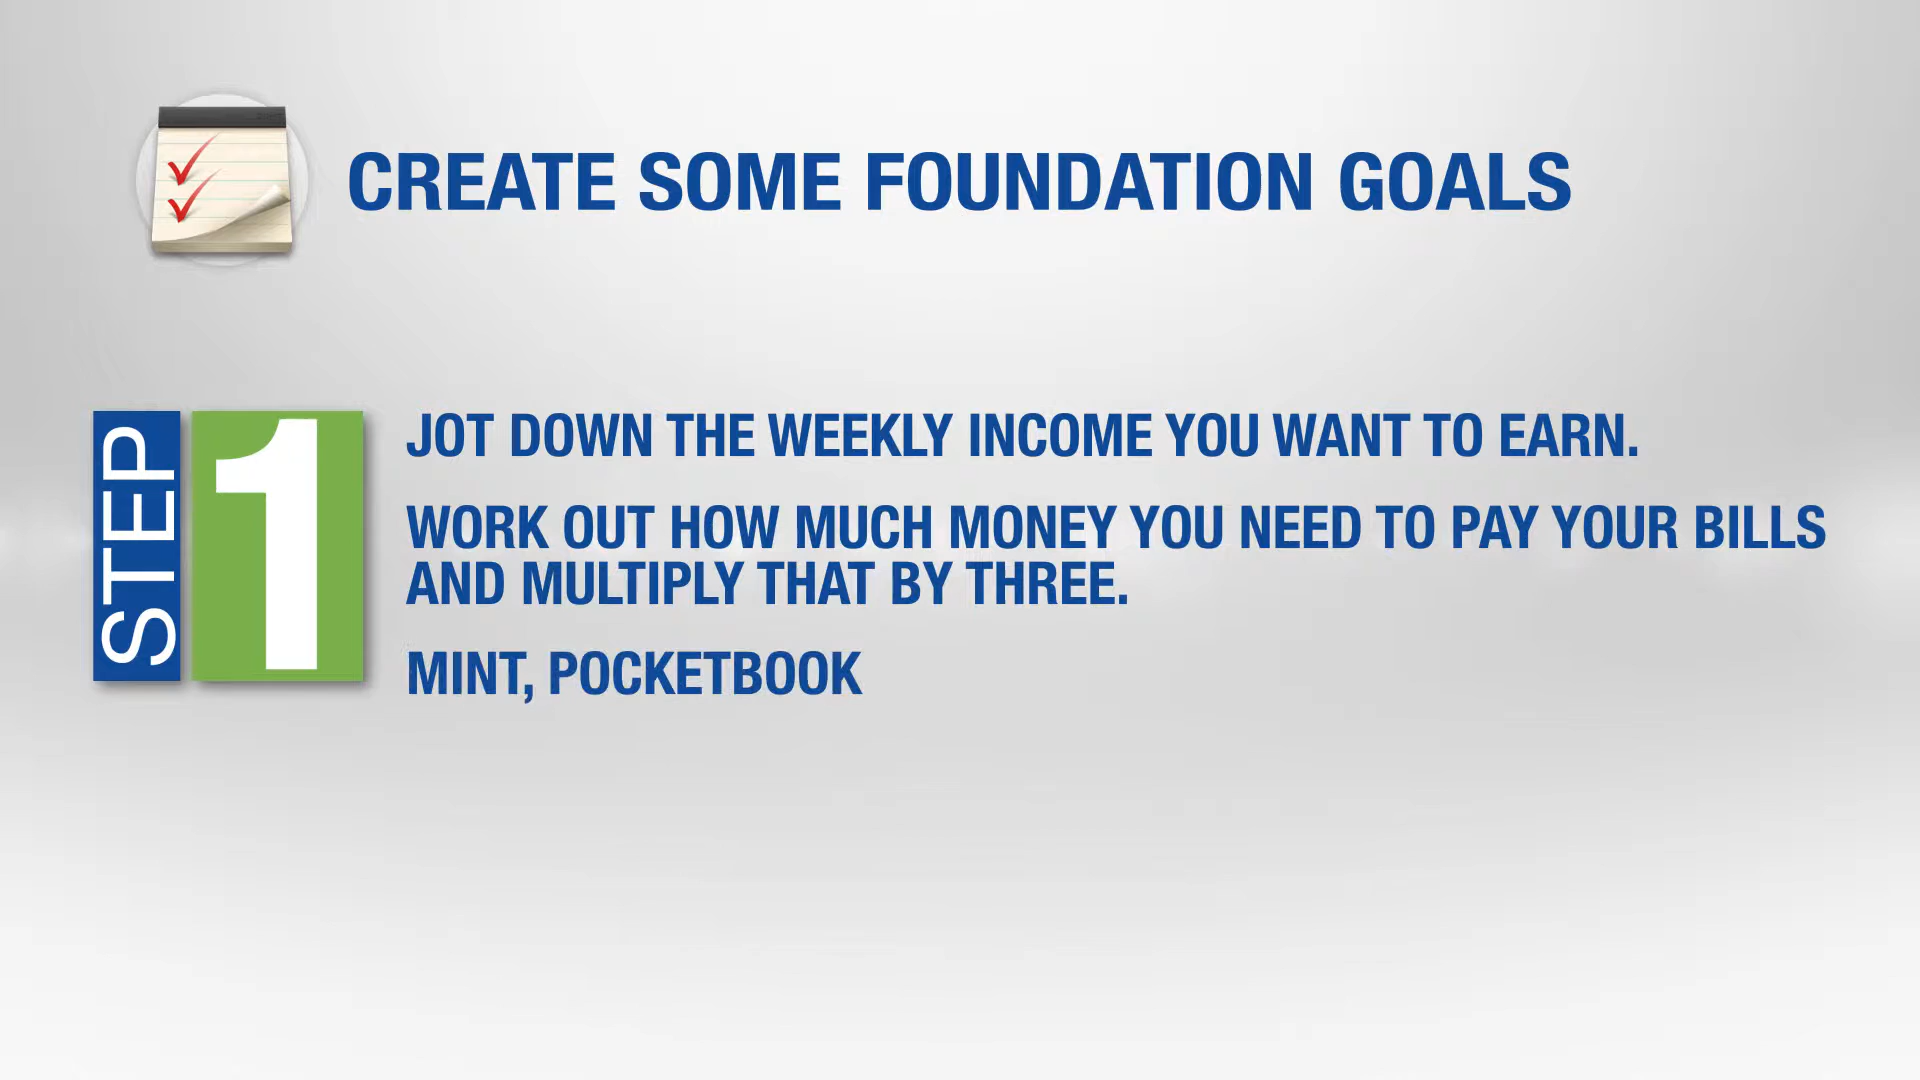 CREATE SOME FOUNDATION GOALS
STEP 1
JOT DOWN THE WEEKLY INCOME YOU WANT TO EARN.
WORK OUT HOW MUCH MONEY YOU NEED TO PAY YOUR BILLS
AND MULTIPLY THAT BY THREE.
MINT, POCKETBOOK